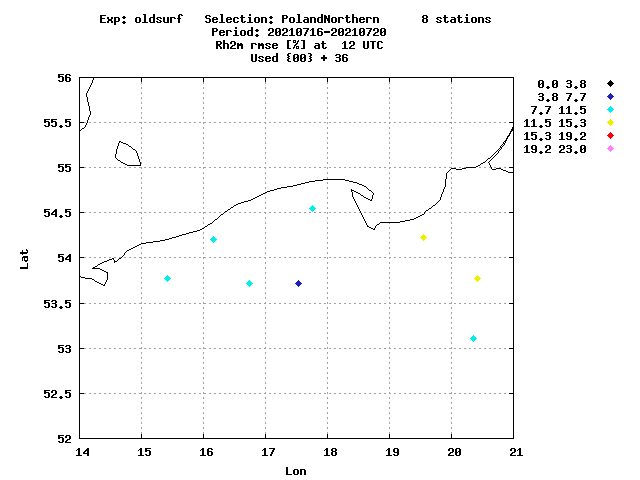 Exp: oldsurf Selection: PolandNorthern 8 stations
Period: 20210716-20210720
Rh2m rmse [%] at 12 UTC
Used {00} + 36
0.0 3.8
3.8 7.7
7.7 11.5
11.5 15.3
15.3 19.2
19.2 23.0
56
55.5
55
54.5
54
53.5
53
52.5
52
Lat
14 15 16 17 18 19 20 21
Lon